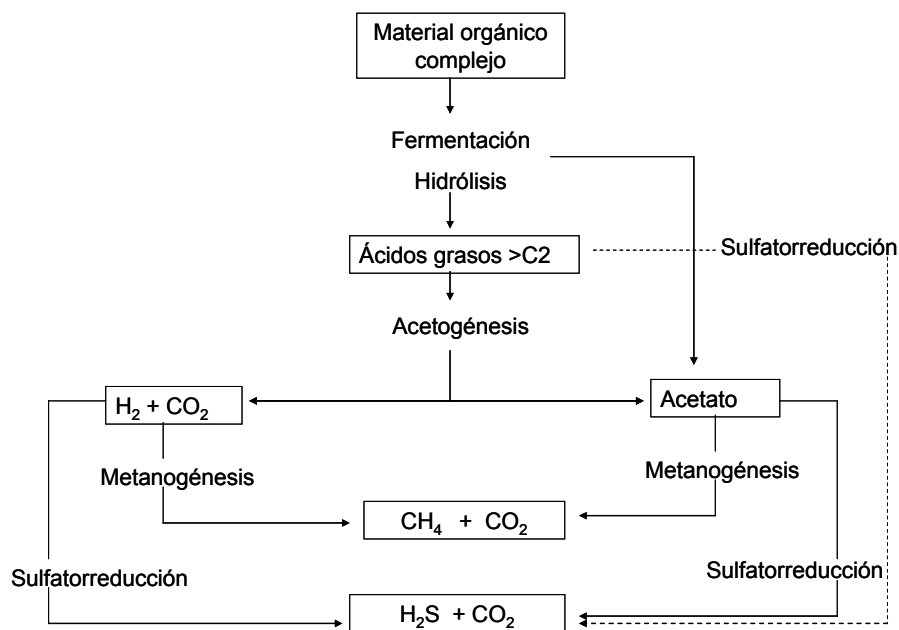 Material orgánico
complejo
Fermentación
Hidrólisis
Ácidos grasos >C2
Sulfatorreducción
Acetogénesis
H₂ + CO₂
Acetato
Metanogénesis
Metanogénesis
CH₄ + CO₂
Sulfatorreducción
Sulfatorreducción
H₂S + CO₂